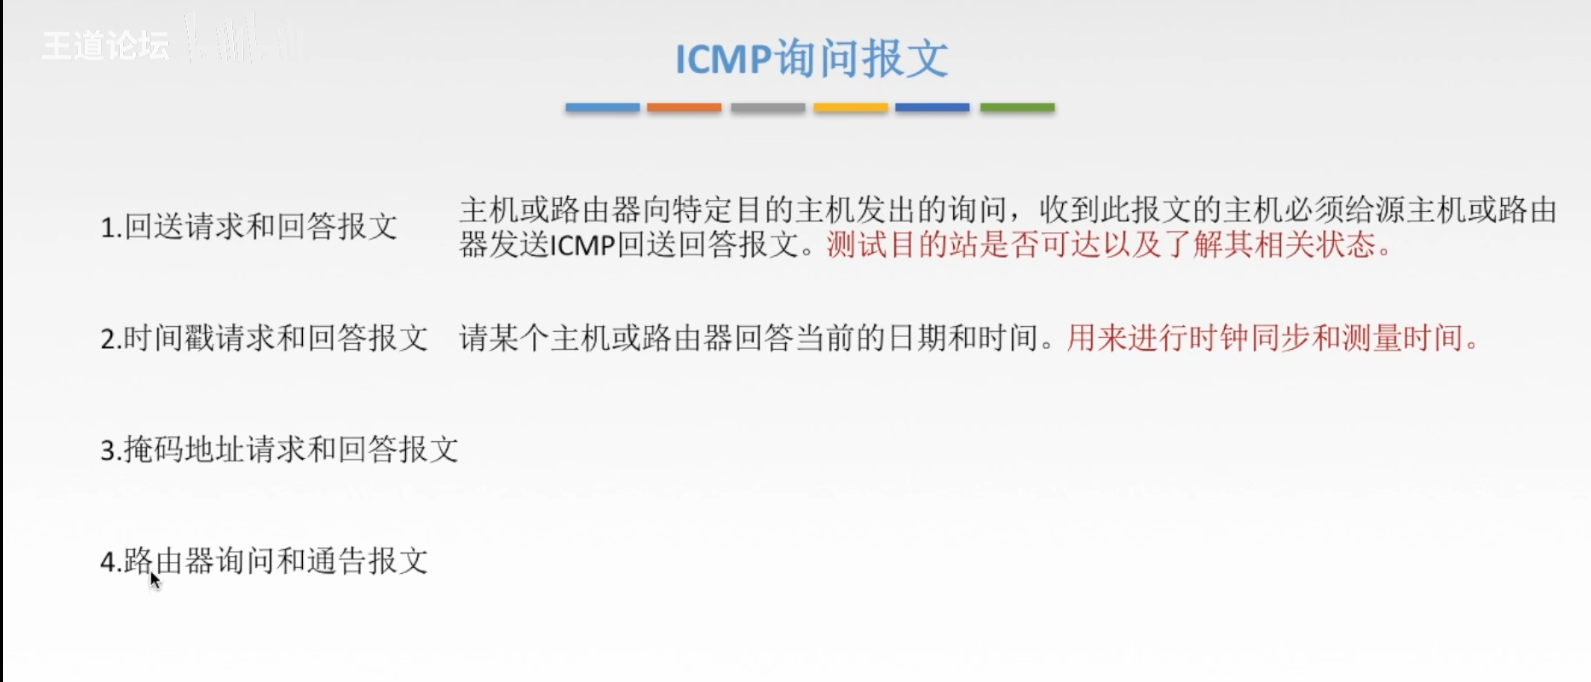 王道论坛
ICMP询问报文
1.回送请求和回答报文
主机或路由器向特定目的主机发出的询问，收到此报文的主机必须给源主机或路由
器发送ICMP回送回答报文。测试目的站是否可达以及了解其相关状态。
2.时间戳请求和回答报文
请某个主机或路由器回答当前的日期和时间。用来进行时钟同步和测量时间。
3.掩码地址请求和回答报文
4.路由器询问和通告报文